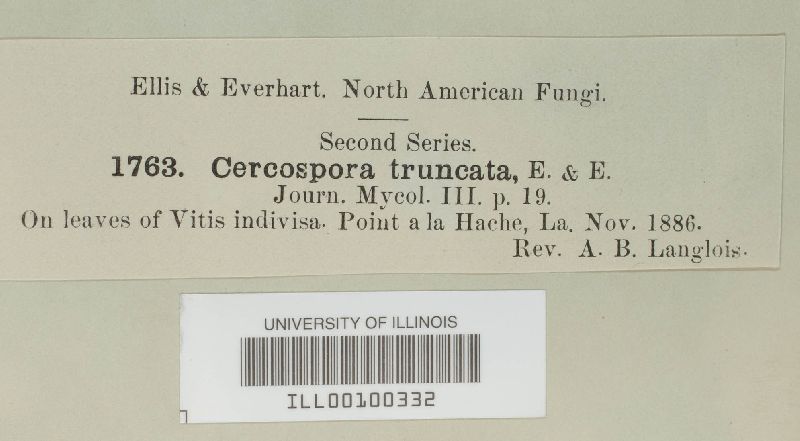 Ellis & Everhart. North American Fungi.
Second Series.
1763. Cercospora truncata, E. & E.
Journ. Mycol. III. p. 19.
On leaves of Vitis indivisa. Point a la Hache, La. Nov. 1886.
Rev. A. B. Langlois.
UNIVERSITY OF ILLINOIS
ILL00100332